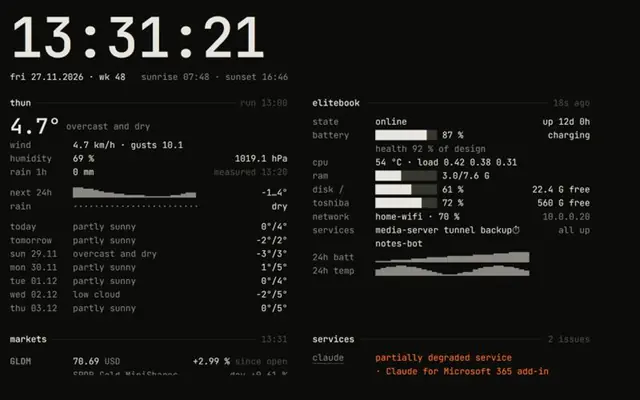 13:31:21
fri 27.11.2026 · wk 48 sunrise 07:48 · sunset 16:46
thun run 13:00
4.7° overcast and dry
wind 4.7 km/h · gusts 10.1
humidity 69 % 1019.1 hPa
rain 1h 0 mm measured 13:20
next 24h -1…4°
rain dry
today partly sunny 0°/4°
tomorrow partly sunny -2°/2°
sun 29.11 overcast and dry -3°/3°
mon 30.11 partly sunny 1°/5°
tue 01.12 partly sunny 0°/4°
wed 02.12 low cloud -2°/5°
thu 03.12 partly sunny 0°/5°
markets 13:31
GLDM 70.69 USD +2.99 % since open
SPDR Gold MiniShares day +0.61 %
elitebook 18s ago
state online up 12d 0h
battery 87 % charging
health 92 % of design
cpu 54 °C · load 0.42 0.38 0.31
ram 3.0/7.6 G
disk / 61 % 22.4 G free
toshiba 72 % 560 G free
network home-wifi · 70 % 10.0.0.20
services media-server tunnel backup⏱ all up
notes-bot
24h batt
24h temp
services 2 issues
claude partially degraded service
· Claude for Microsoft 365 add-in